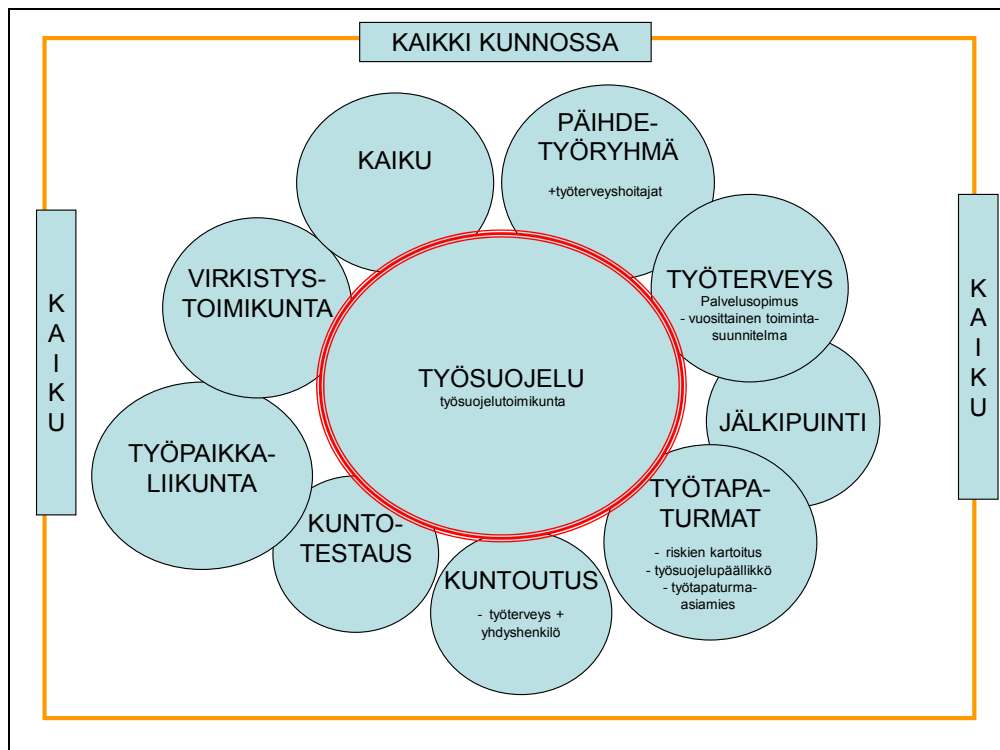 KAIKKI KUNNOSSA
PÄIHDE-
TYÖRYHMÄ
+työterveyshoitajat
KAIKU
VIRKISTYS-
TOIMIKUNTA
TYÖTERVEYS
Palvelusopimus
- vuosittainen toiminta-
suunnitelma
K
A
I
K
U
K
A
I
K
U
TYÖSUOJELU
työsuojelutoimikunta
JÄLKIPUINTI
TYÖPAIKKA-
LIIKUNTA
TYÖTAPA-
TURMAT
- riskien kartoitus
- työsuojelupäällikkö
- työtapaturma-
asiamies
KUNTO-
TESTAUS
KUNTOUTUS
- työterveys +
yhdyshenkilö